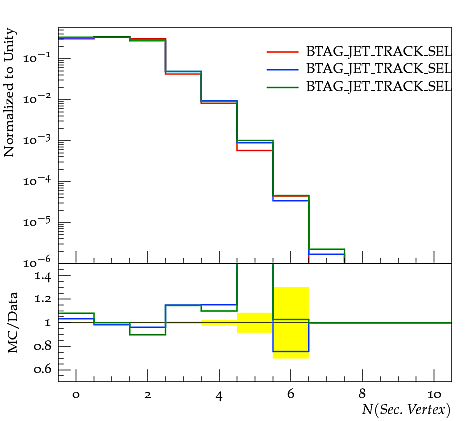 Normalized to Unity
BTAG_JET_TRACK_SEL
BTAG_JET_TRACK_SEL
BTAG_JET_TRACK_SEL
10⁻¹
10⁻²
10⁻³
10⁻⁴
10⁻⁵
10⁻⁶
MC/Data
1.4
1.2
1
0.8
0.6
0 2 4 6 8 10
N(Sec. Vertex)